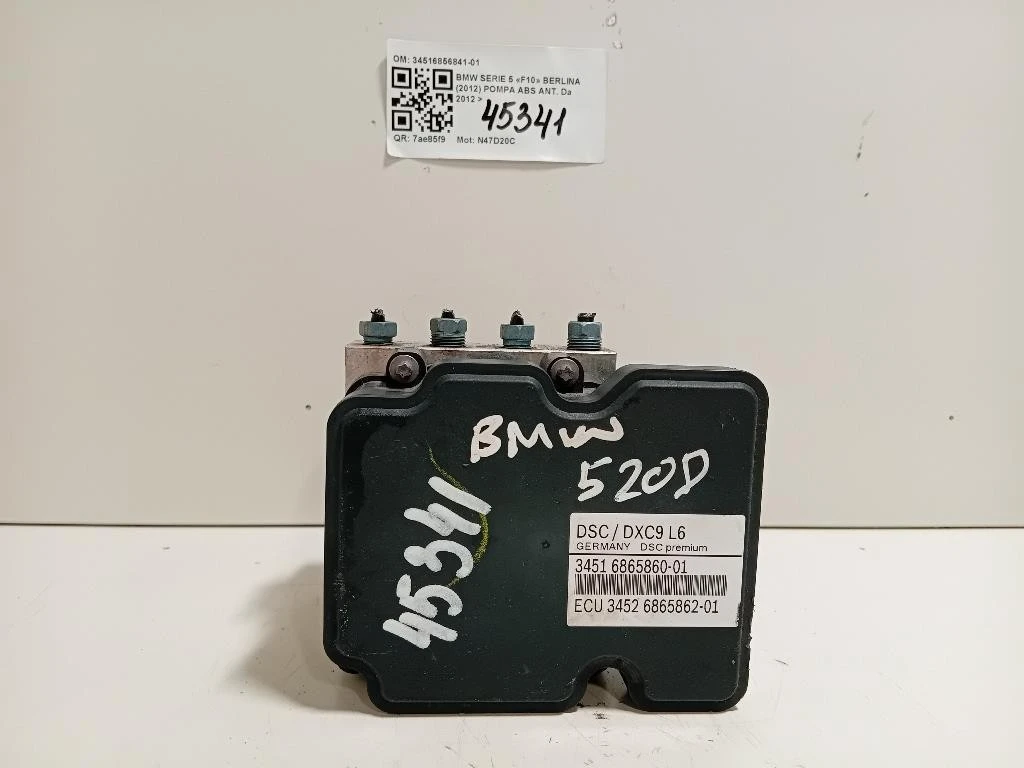 OM: 34516856841-01
BMW SERIE 5 «F10» BERLINA
(2012) POMPA ABS ANT. Da
2012 >
45341
QR: 7ae85f9 Mot: N47D20C
BMW
520D
45341
DSC / DXC9 L6
GERMANY DSC premium
3451 6865860-01
ECU 3452 6865862-01